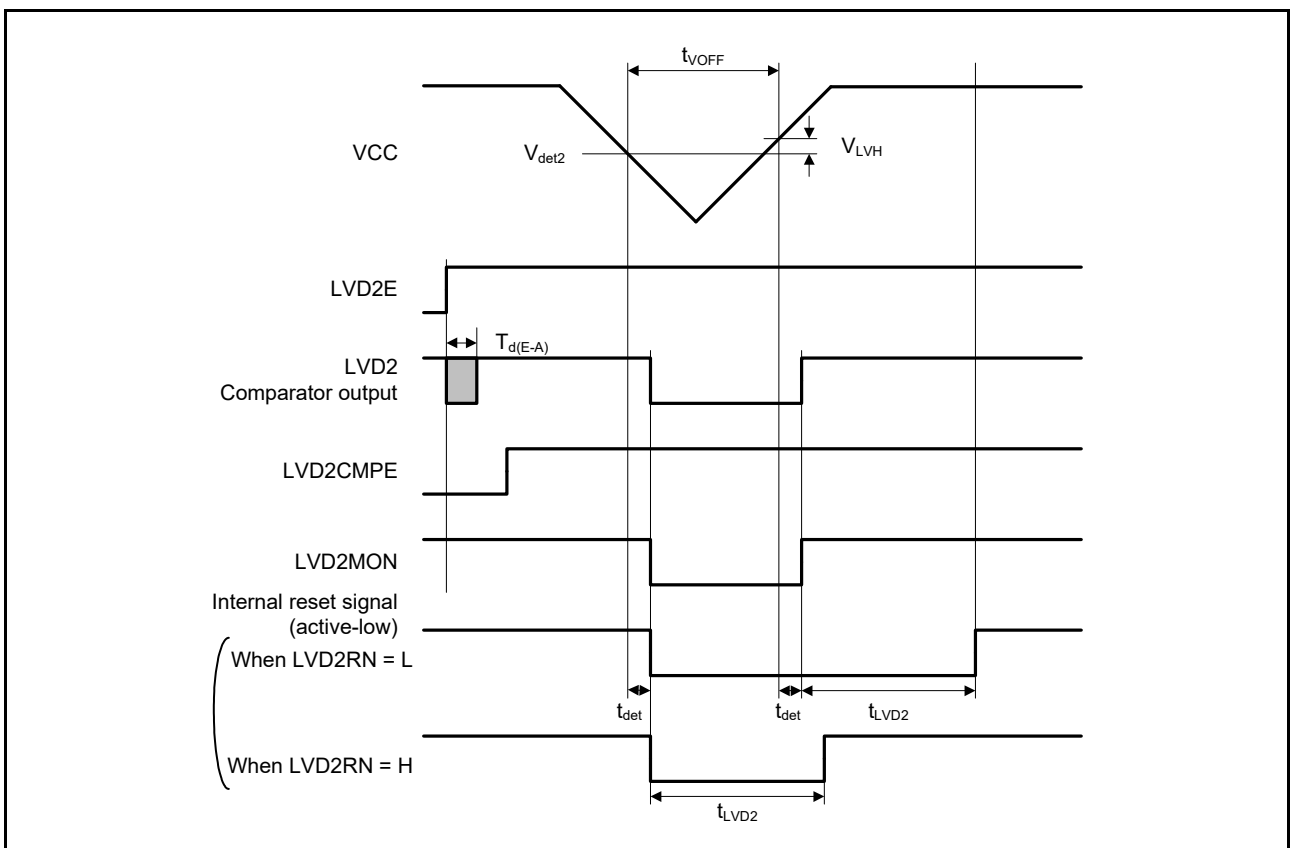 tVOFF
VCC
Vdet2
VLVH
LVD2E
Td(E-A)
LVD2
Comparator output
LVD2CMPE
LVD2MON
Internal reset signal
(active-low)
When LVD2RN = L
tdet
tdet
tLVD2
When LVD2RN = H
tLVD2